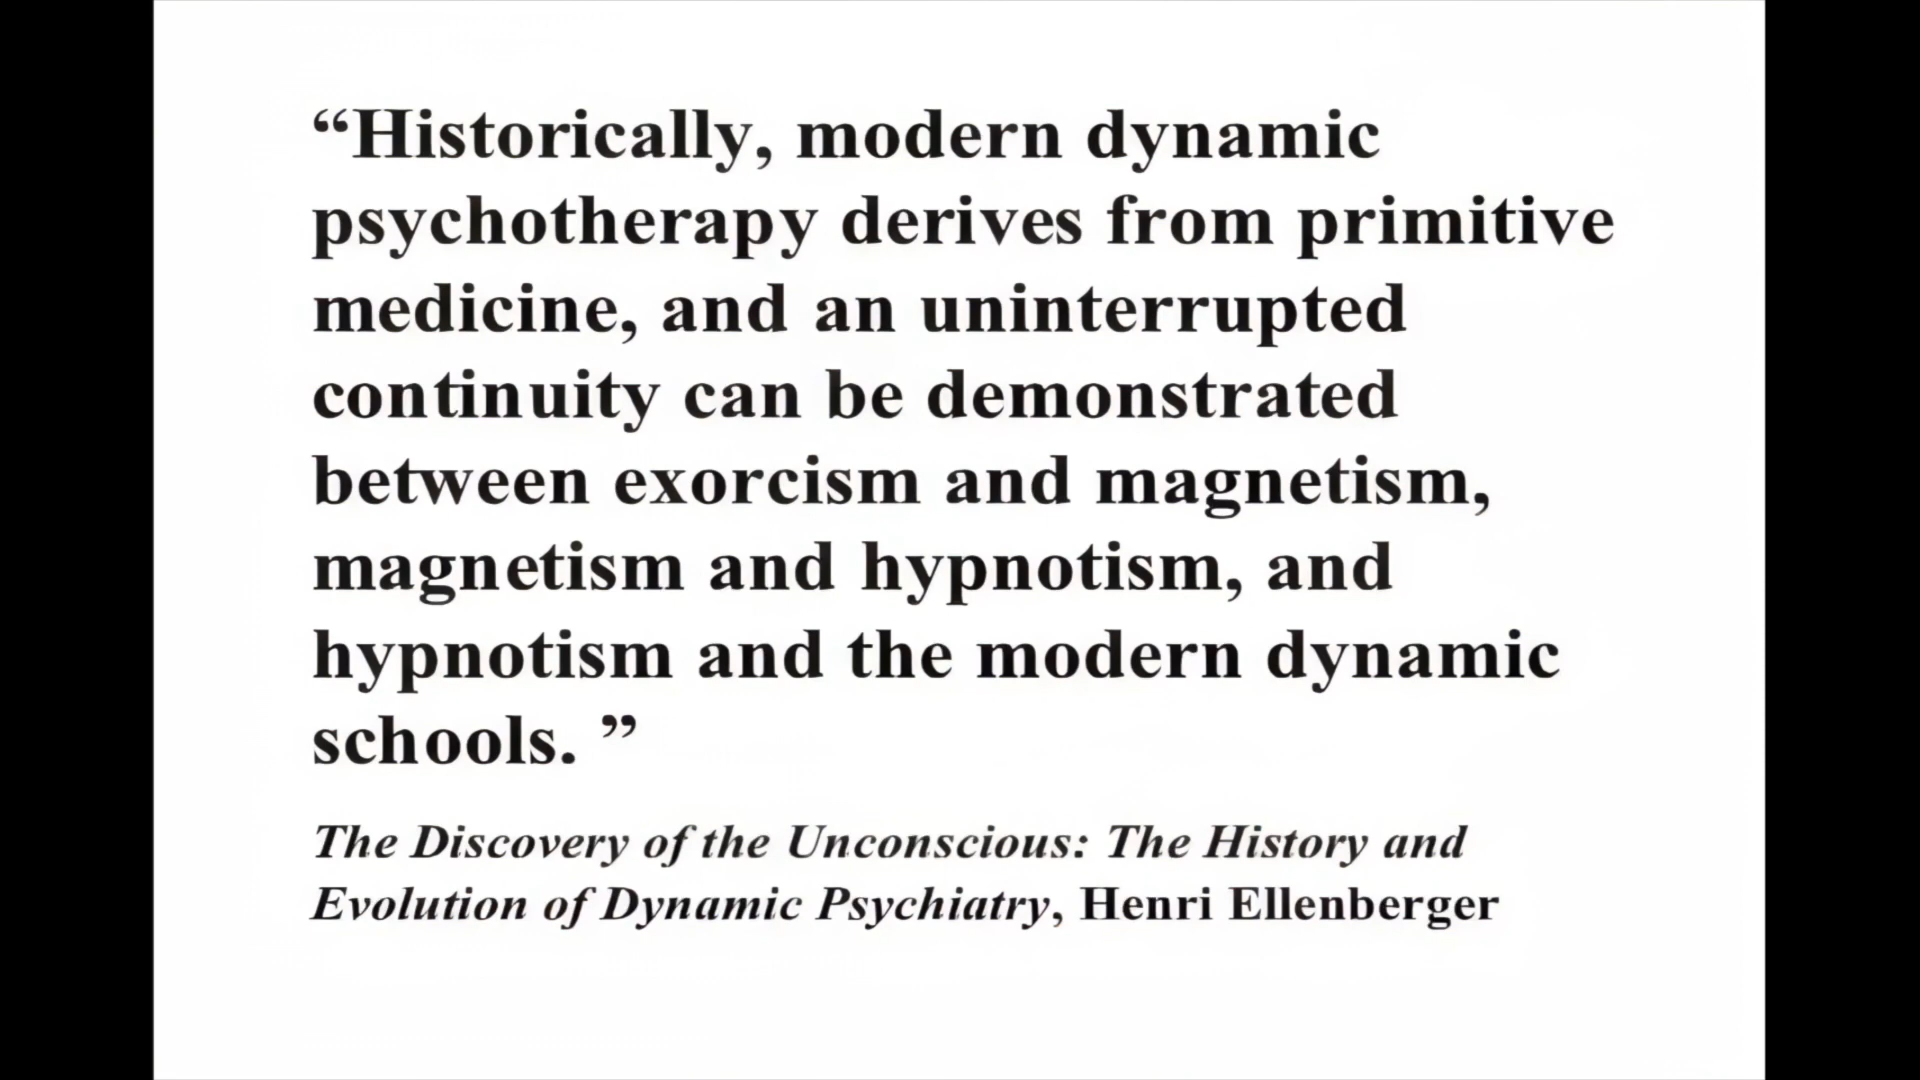 “Historically, modern dynamic
psychotherapy derives from primitive
medicine, and an uninterrupted
continuity can be demonstrated
between exorcism and magnetism,
magnetism and hypnotism, and
hypnotism and the modern dynamic
schools. ”
The Discovery of the Unconscious: The History and
Evolution of Dynamic Psychiatry, Henri Ellenberger